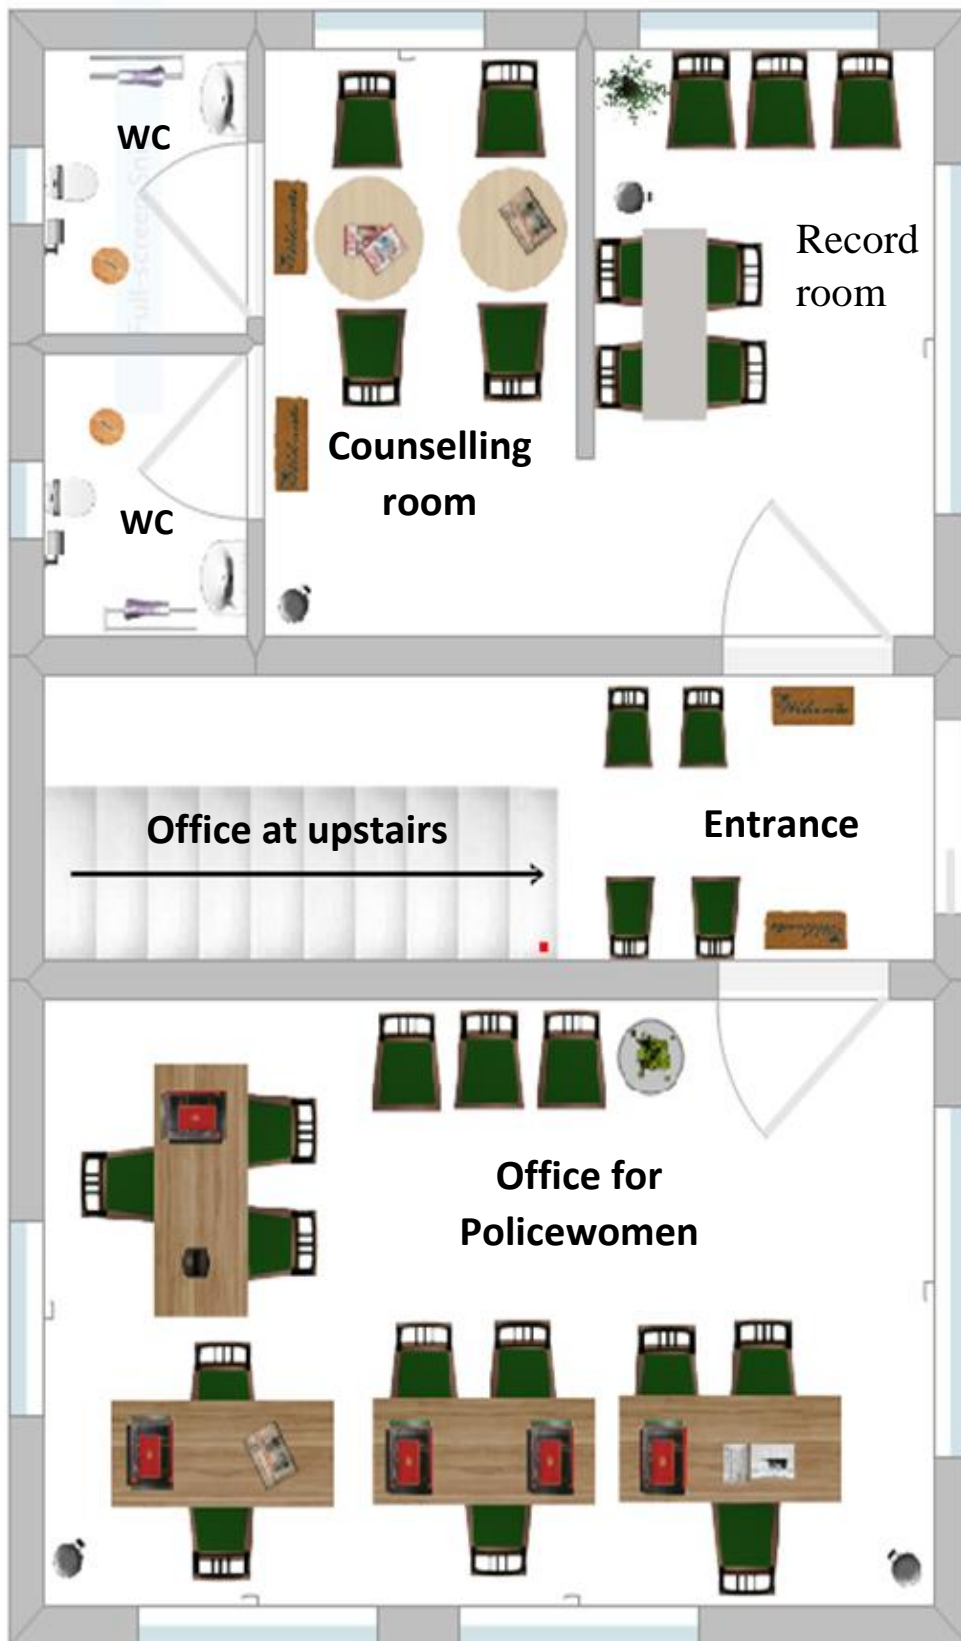 WC
Record
room
Counselling
room
WC
Office at upstairs
Entrance
Office for
Policewomen